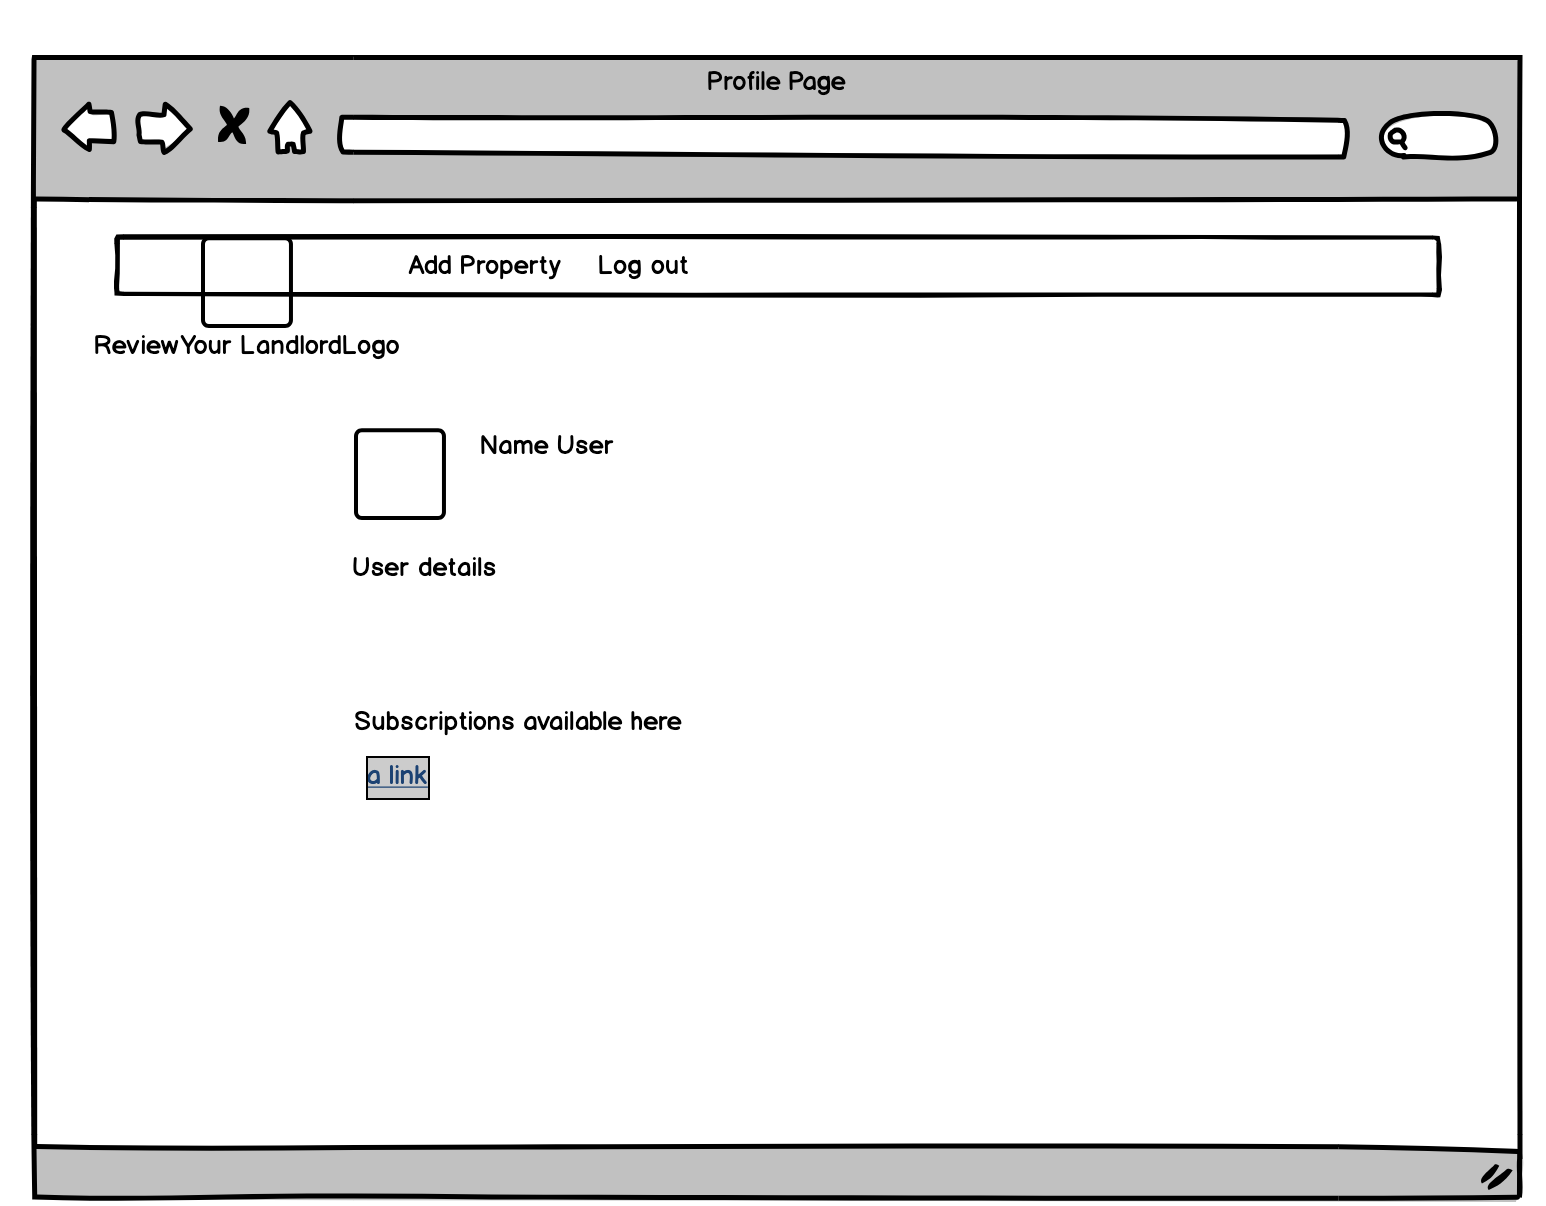 Profile Page
Add Property Log out
ReviewYour LandlordLogo
Name User
User details
Subscriptions available here
a link